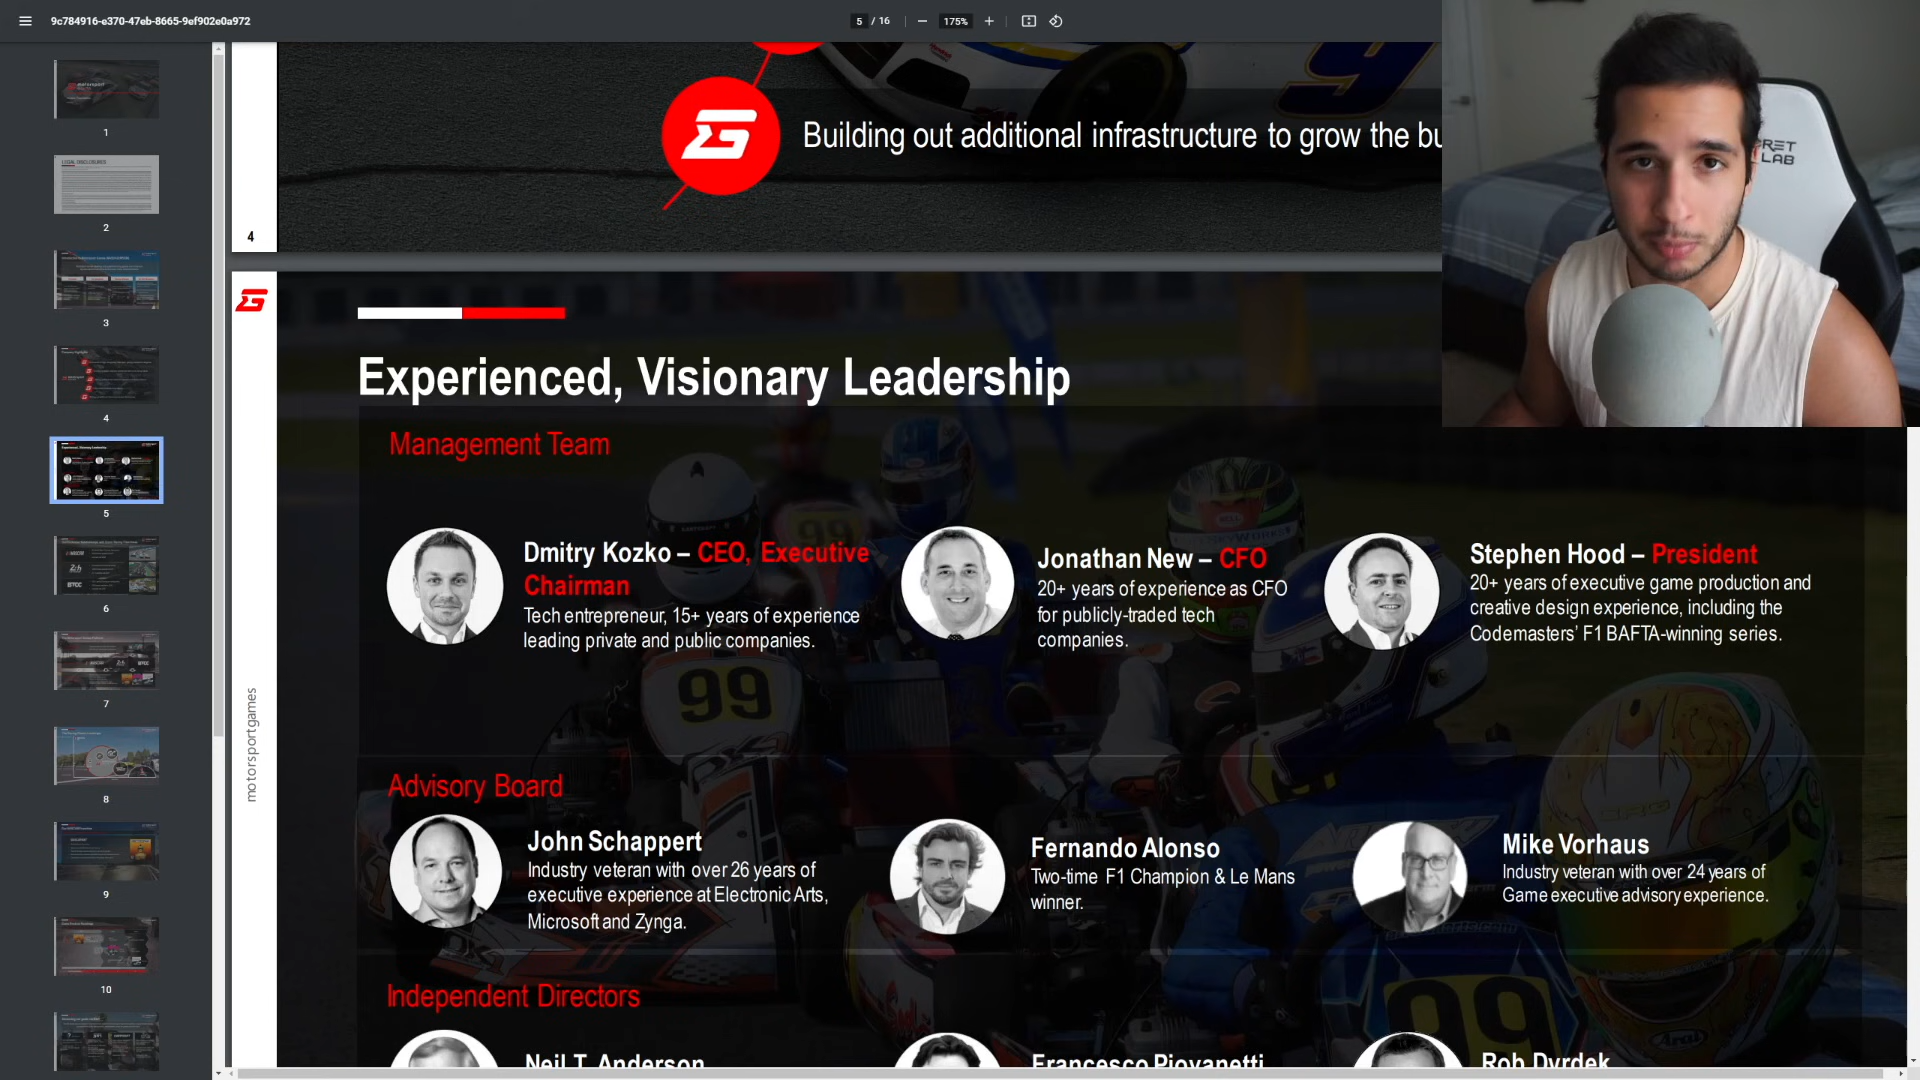 9c784916-e370-47eb-8665-9ef902e0a972
5 / 16
175%
1
2
3
4
5
6
7
8
9
10
Building out additional infrastructure to grow the bu
4
motorsportgames
Experienced, Visionary Leadership
Management Team
Dmitry Kozko – CEO, Executive
Chairman
Tech entrepreneur, 15+ years of experience
leading private and public companies.
Jonathan New – CFO
20+ years of experience as CFO
for publicly-traded tech
companies.
Stephen Hood – President
20+ years of executive game production and
creative design experience, including the
Codemasters' F1 BAFTA-winning series.
99
Advisory Board
John Schappert
Industry veteran with over 26 years of
executive experience at Electronic Arts,
Microsoft and Zynga.
Fernando Alonso
Two-time F1 Champion & Le Mans
winner.
Mike Vorhaus
Industry veteran with over 24 years of
Game executive advisory experience.
Independent Directors
Neil T. Anderson
Francesco Piovanetti
Rob Dyrdek
99
Arai